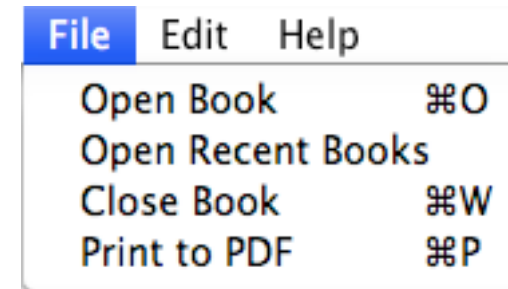 File Edit Help
Open Book ⌘O
Open Recent Books
Close Book ⌘W
Print to PDF ⌘P